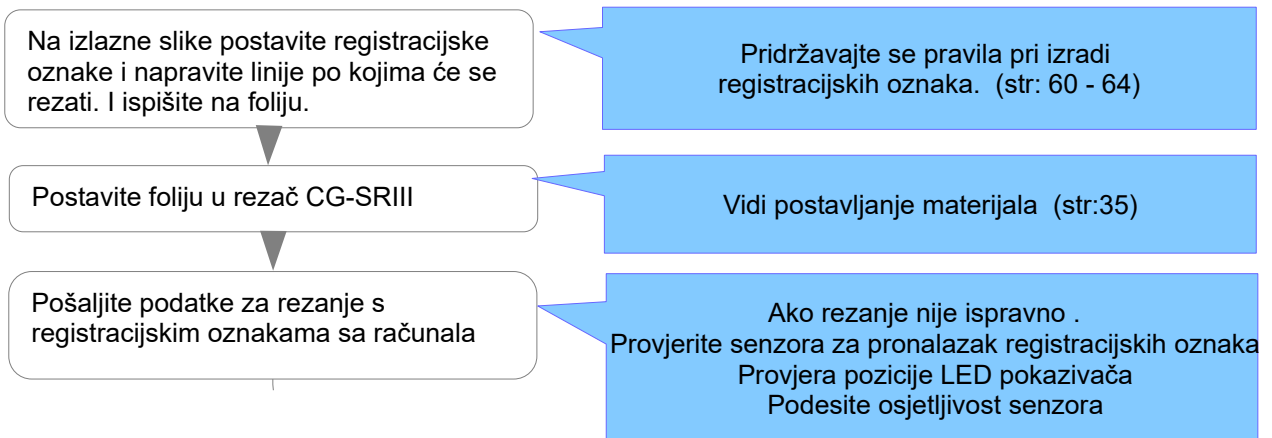 Na izlazne slike postavite registracijske
oznake i napravite linije po kojima će se
rezati. I ispišite na foliju.
Pridržavajte se pravila pri izradi
registracijskih oznaka.  (str: 60 - 64)
Postavite foliju u rezač CG-SRIII
Vidi postavljanje materijala  (str:35)
Pošaljite podatke za rezanje s
registracijskim oznakama sa računala
Ako rezanje nije ispravno .
Provjerite senzora za pronalazak registracijskih oznaka
Provjera pozicije LED pokazivača
Podesite osjetljivost senzora